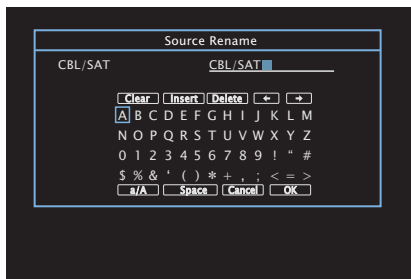 Source Rename
CBL/SAT CBL/SAT
Clear Insert Delete ← →
A B C D E F G H I J K L M
N O P Q R S T U V W X Y Z
0 1 2 3 4 5 6 7 8 9 ! “ #
$ % & ‘ ( ) * + , ; < = >
a/A Space Cancel OK